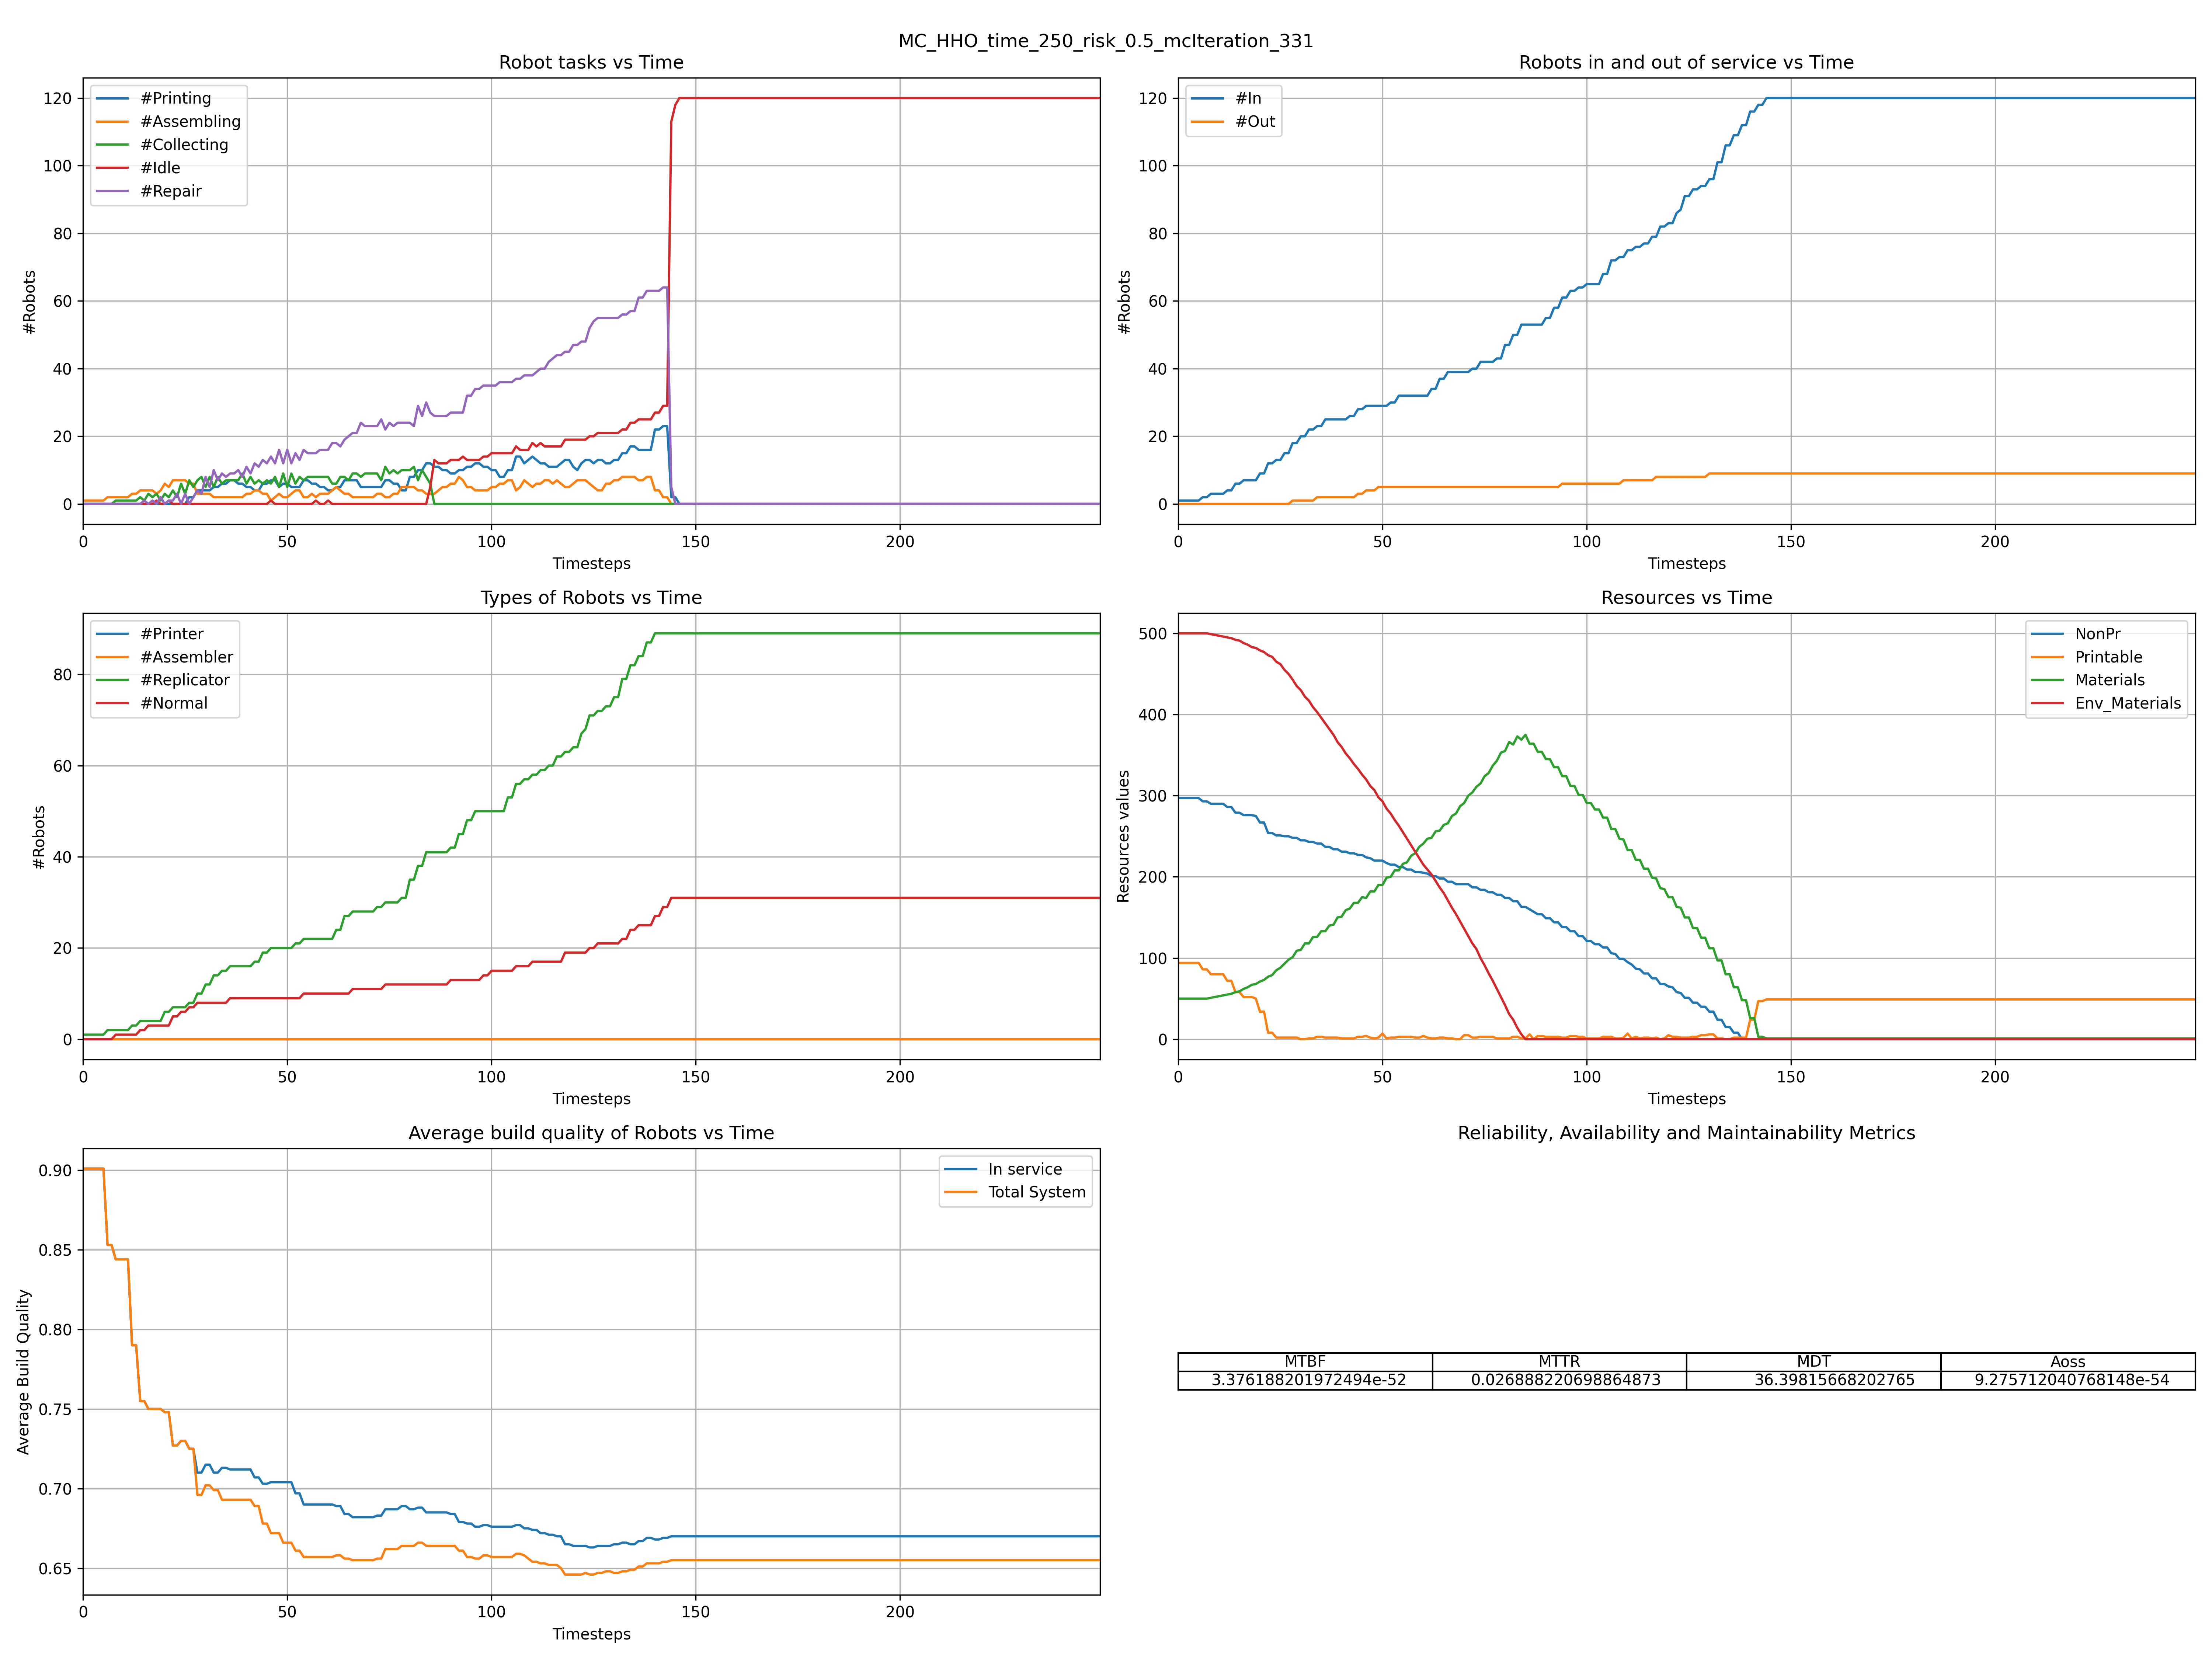 MC_HHO_time_250_risk_0.5_mcIteration_331
Robot tasks vs Time
#Printing
#Assembling
#Collecting
#Idle
#Repair
120
100
80
60
40
20
0
#Robots
0 50 100 150 200
Timesteps
Robots in and out of service vs Time
#In
#Out
120
100
80
60
40
20
0
#Robots
0 50 100 150 200
Timesteps
Types of Robots vs Time
#Printer
#Assembler
#Replicator
#Normal
80
60
40
20
0
#Robots
0 50 100 150 200
Timesteps
Resources vs Time
NonPr
Printable
Materials
Env_Materials
500
400
300
200
100
0
Resources values
0 50 100 150 200
Timesteps
Average build quality of Robots vs Time
In service
Total System
0.90
0.85
0.80
0.75
0.70
0.65
Average Build Quality
0 50 100 150 200
Timesteps
Reliability, Availability and Maintainability Metrics
MTBF MTTR MDT Aoss
3.376188201972494e-52 0.026888220698864873 36.39815668202765 9.275712040768148e-54